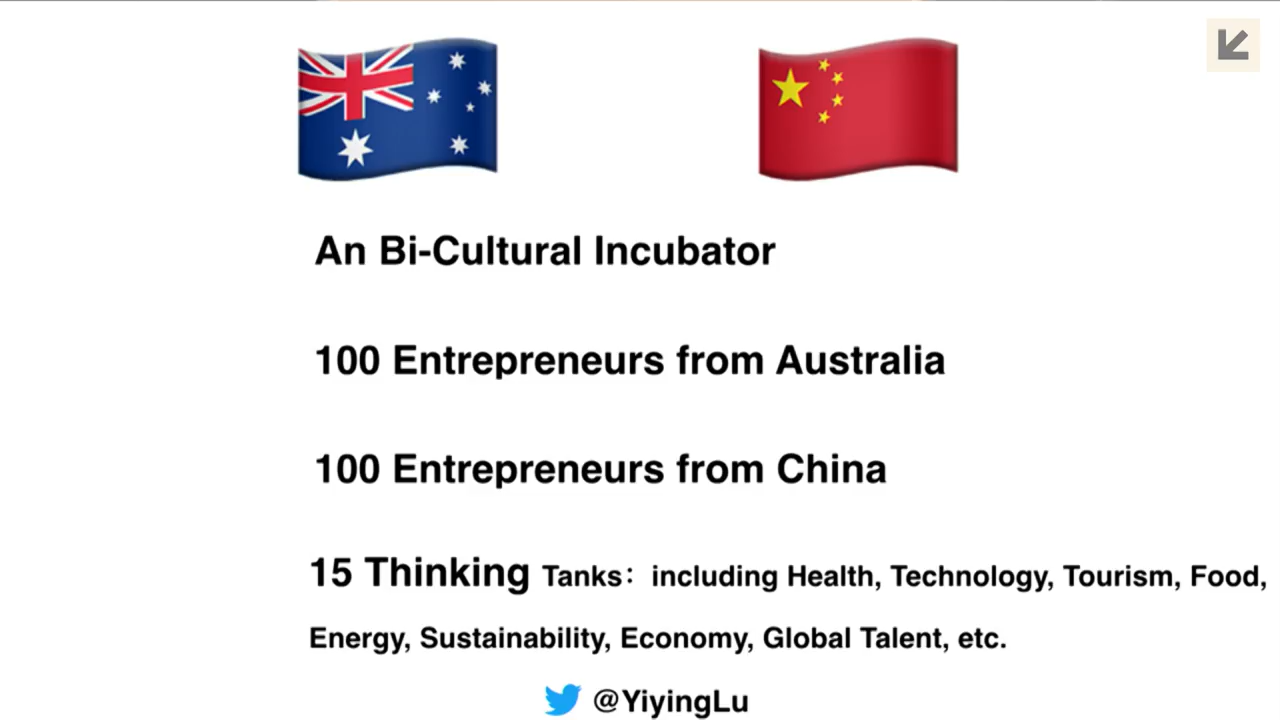 An Bi-Cultural Incubator
100 Entrepreneurs from Australia
100 Entrepreneurs from China
15 Thinking Tanks：including Health, Technology, Tourism, Food,
Energy, Sustainability, Economy, Global Talent, etc.
@YiyingLu